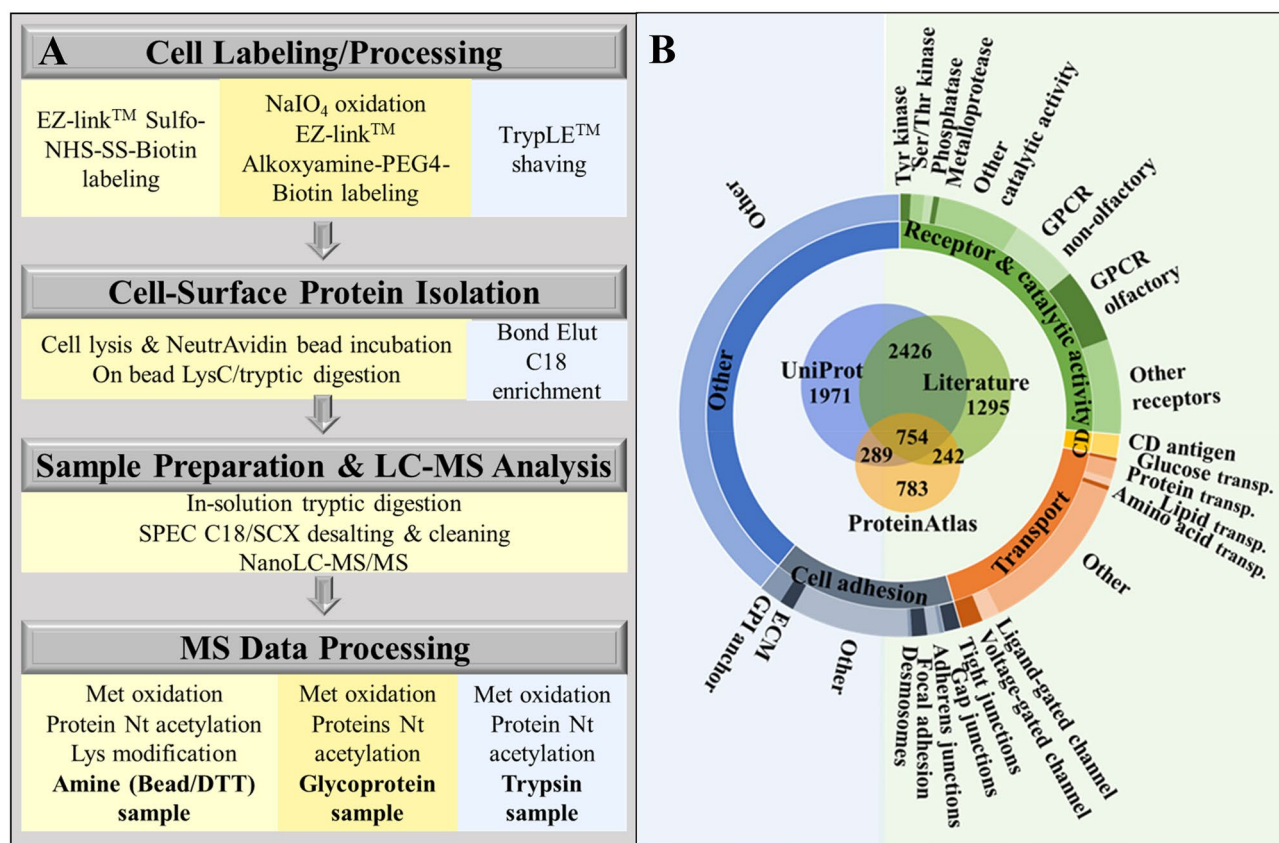 A
Cell Labeling/Processing
EZ-link™ Sulfo-
NHS-SS-Biotin
labeling
NaIO₄ oxidation
EZ-link™
Alkoxyamine-PEG4-
Biotin labeling
TrypLE™
shaving
Cell-Surface Protein Isolation
Cell lysis & NeutrAvidin bead incubation
On bead LysC/tryptic digestion
Bond Elut
C18
enrichment
Sample Preparation & LC-MS Analysis
In-solution tryptic digestion
SPEC C18/SCX desalting & cleaning
NanoLC-MS/MS
MS Data Processing
Met oxidation
Protein Nt acetylation
Lys modification
Amine (Bead/DTT)
sample
Met oxidation
Proteins Nt
acetylation
Glycoprotein
sample
Met oxidation
Protein Nt
acetylation
Trypsin
sample
B
Tyr kinase
Ser/Thr kinase
Phosphatase
Metalloprotease
Other
catalytic activity
GPCR
non-olfactory
GPCR
olfactory
Other
receptors
CD antigen
Glucose transp.
Protein transp.
Lipid transp.
Amino acid transp.
Other
Ligand-gated channel
Voltage-gated channel
Tight junctions
Gap junctions
Adherens junctions
Focal adhesion
Desmosomes
Other
ECM
GPI anchor
Other
Receptor & catalytic activity
CD
Transport
Cell adhesion
Other
UniProt
1971
2426
Literature
1295
754
289
242
783
ProteinAtlas